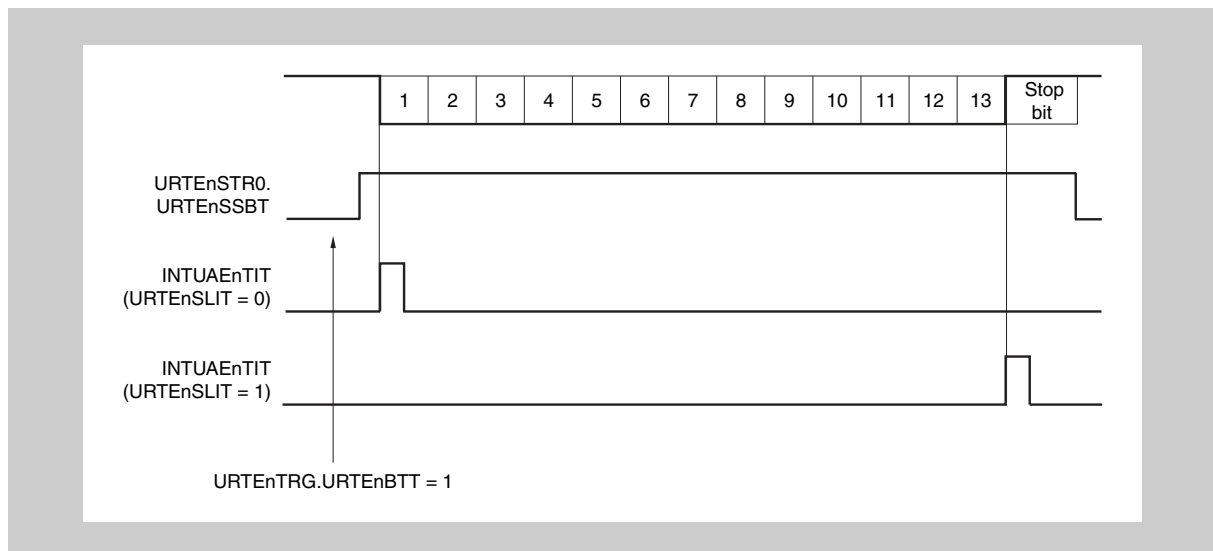 1 2 3 4 5 6 7 8 9 10 11 12 13 Stop
bit
URTEnSTR0.
URTEnSSBT
INTUAEnTIT
(URTEnSLIT = 0)
INTUAEnTIT
(URTEnSLIT = 1)
URTEnTRG.URTEnBTT = 1